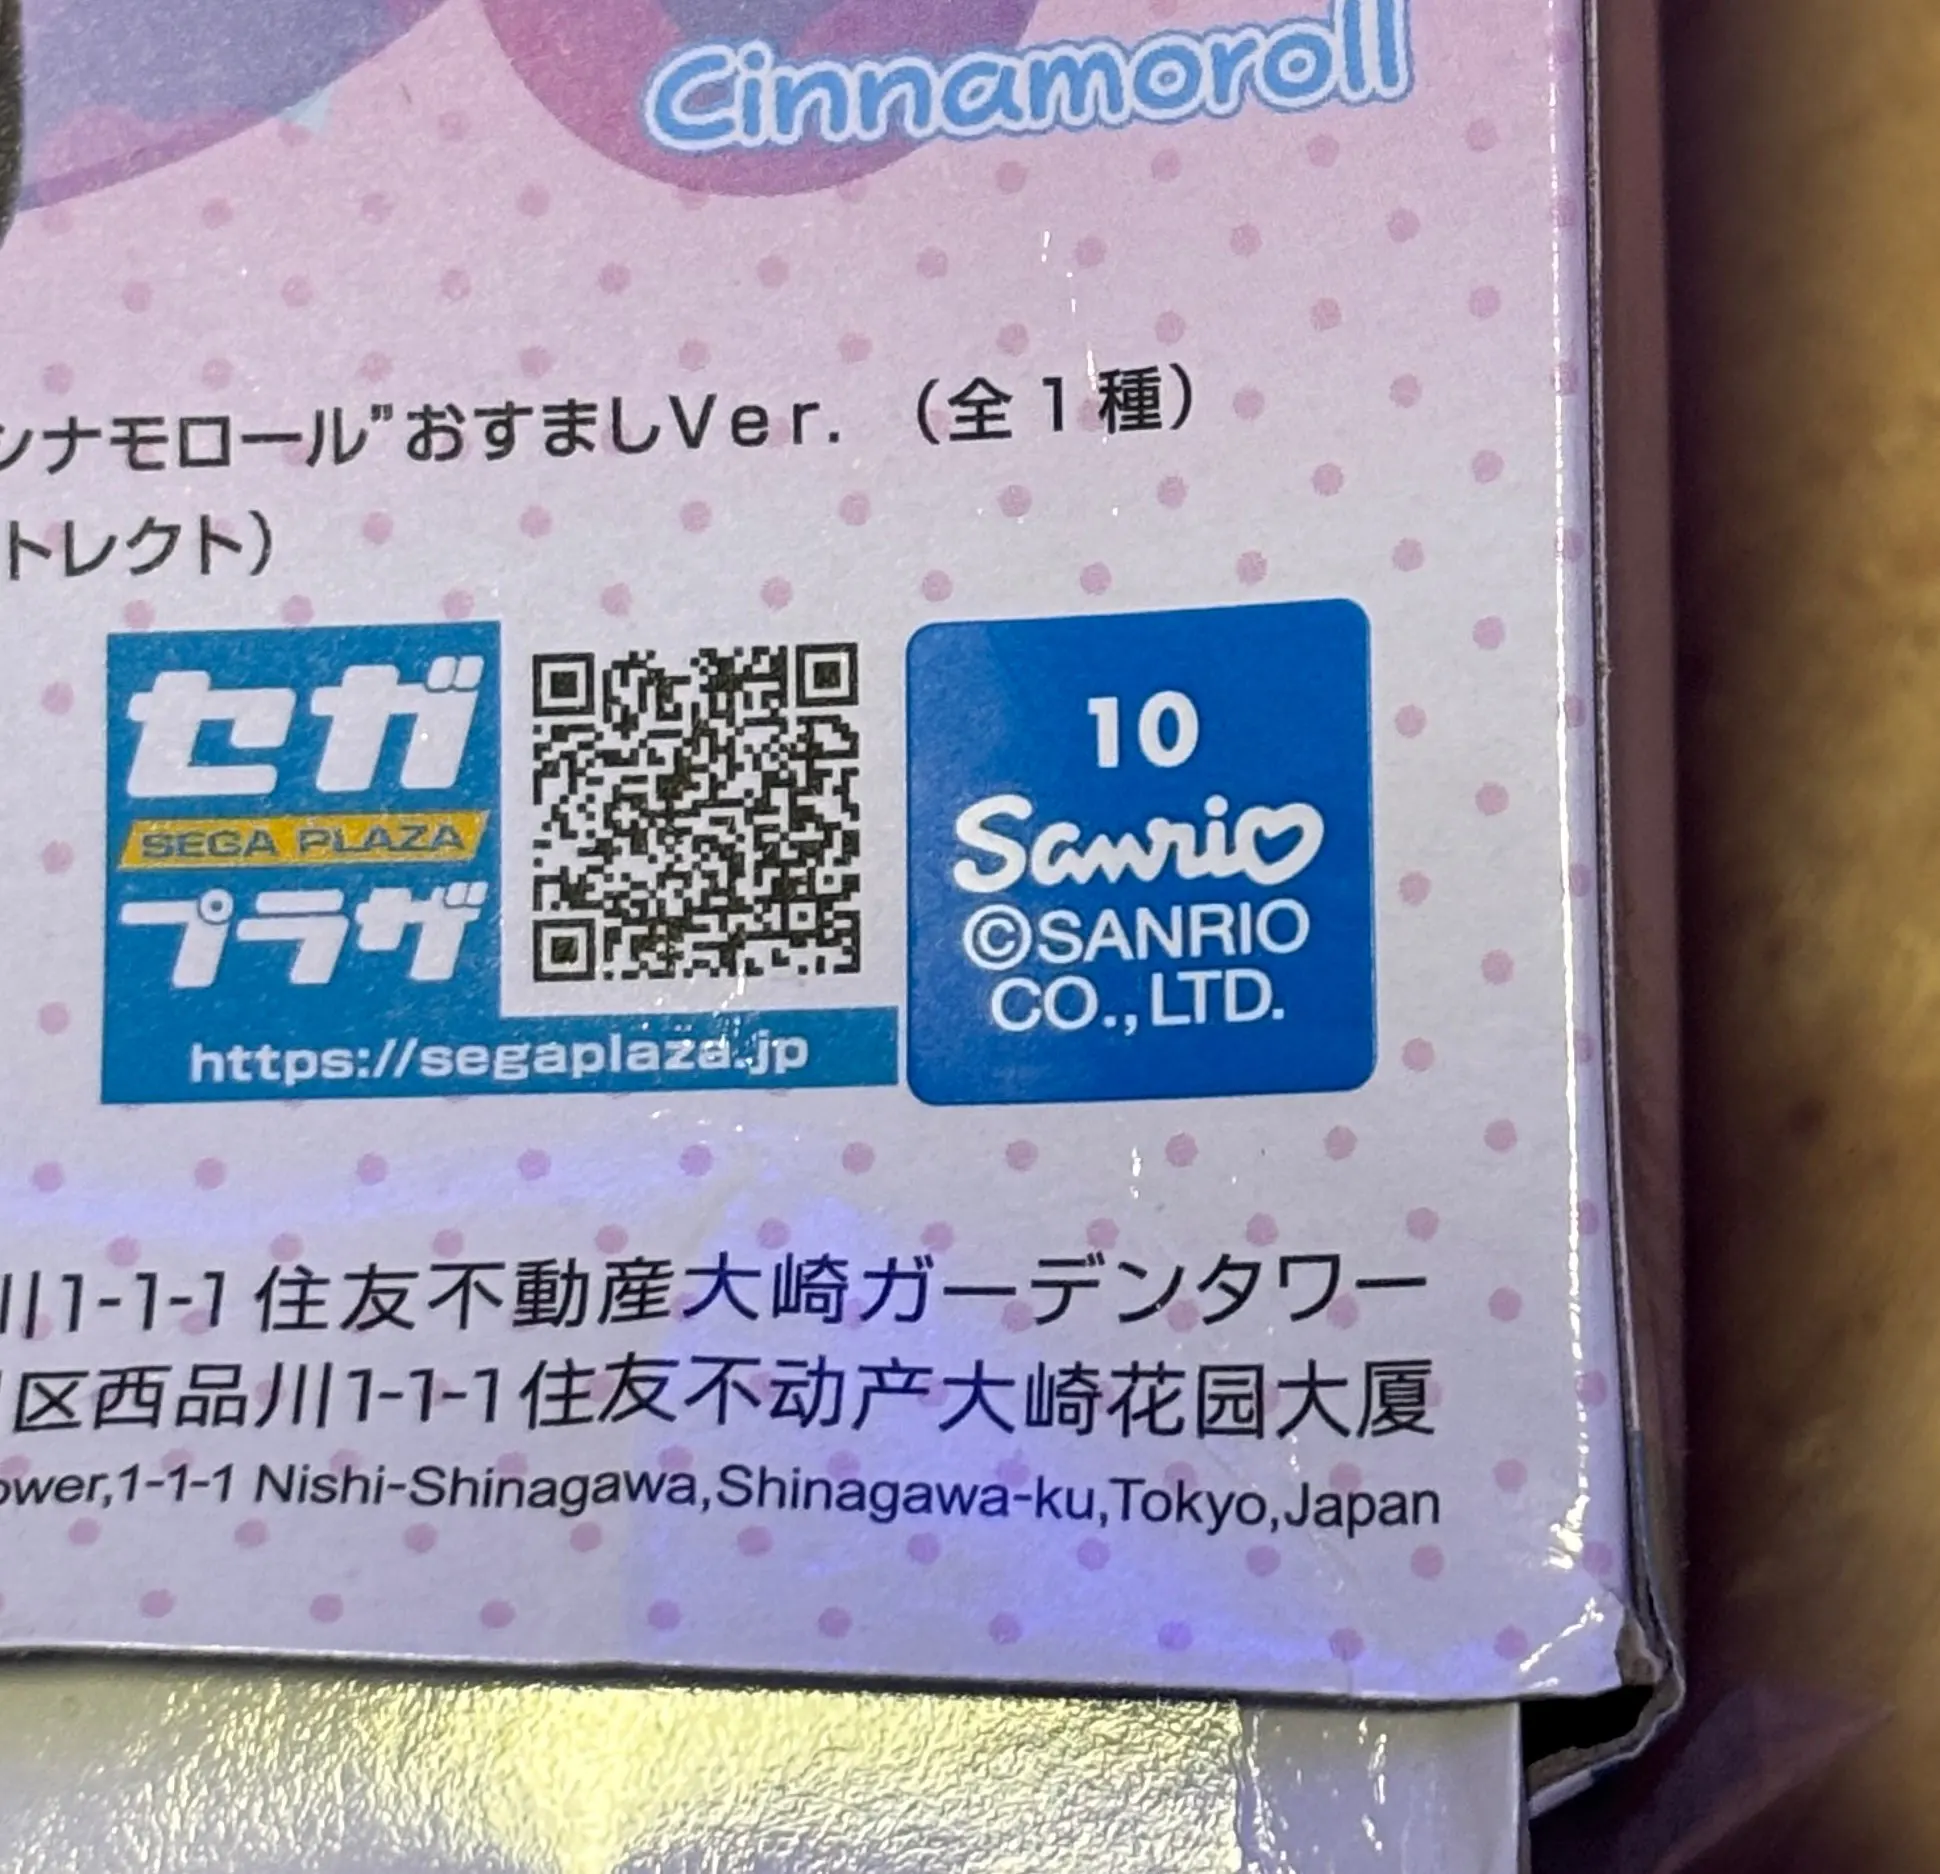 Cinnamoroll
ンナモロール”おすましVer.（全1種）
トレクト）
セガ
SEGA PLAZA
プラザ
https://segaplaza.jp
10
Sanrio
©SANRIO
CO.,LTD.
川1-1-1 住友不動産大崎ガーデンタワー
区西品川1-1-1住友不动产大崎花园大厦
ower,1-1-1 Nishi-Shinagawa,Shinagawa-ku,Tokyo,Japan